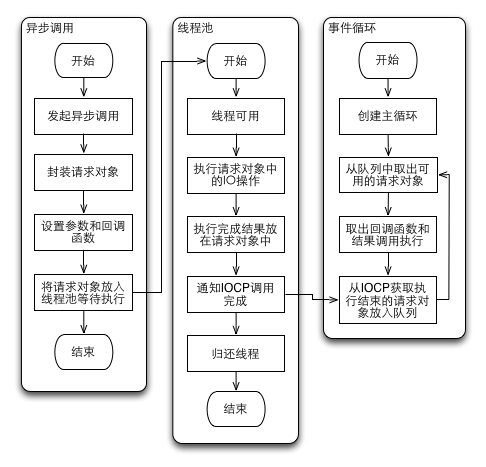 异步调用
开始
发起异步调用
封装请求对象
设置参数和回调
函数
将请求对象放入
线程池等待执行
结束
线程池
开始
线程可用
执行请求对象中
的IO操作
执行完成结果放
在请求对象中
通知IOCP调用
完成
归还线程
结束
事件循环
开始
创建主循环
从队列中取出可
用的请求对象
取出回调函数和
结果调用执行
从IOCP获取执
行结束的请求对
象放入队列